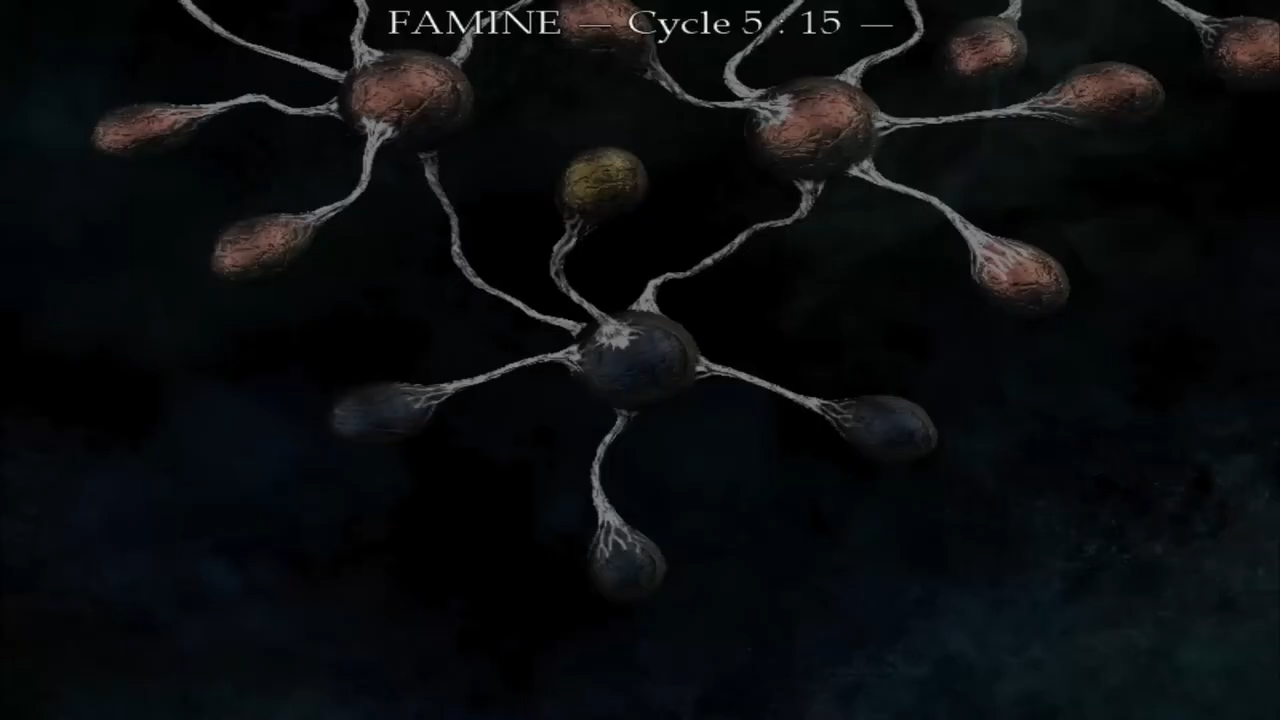 FAMINE — Cycle 5 : 15 —